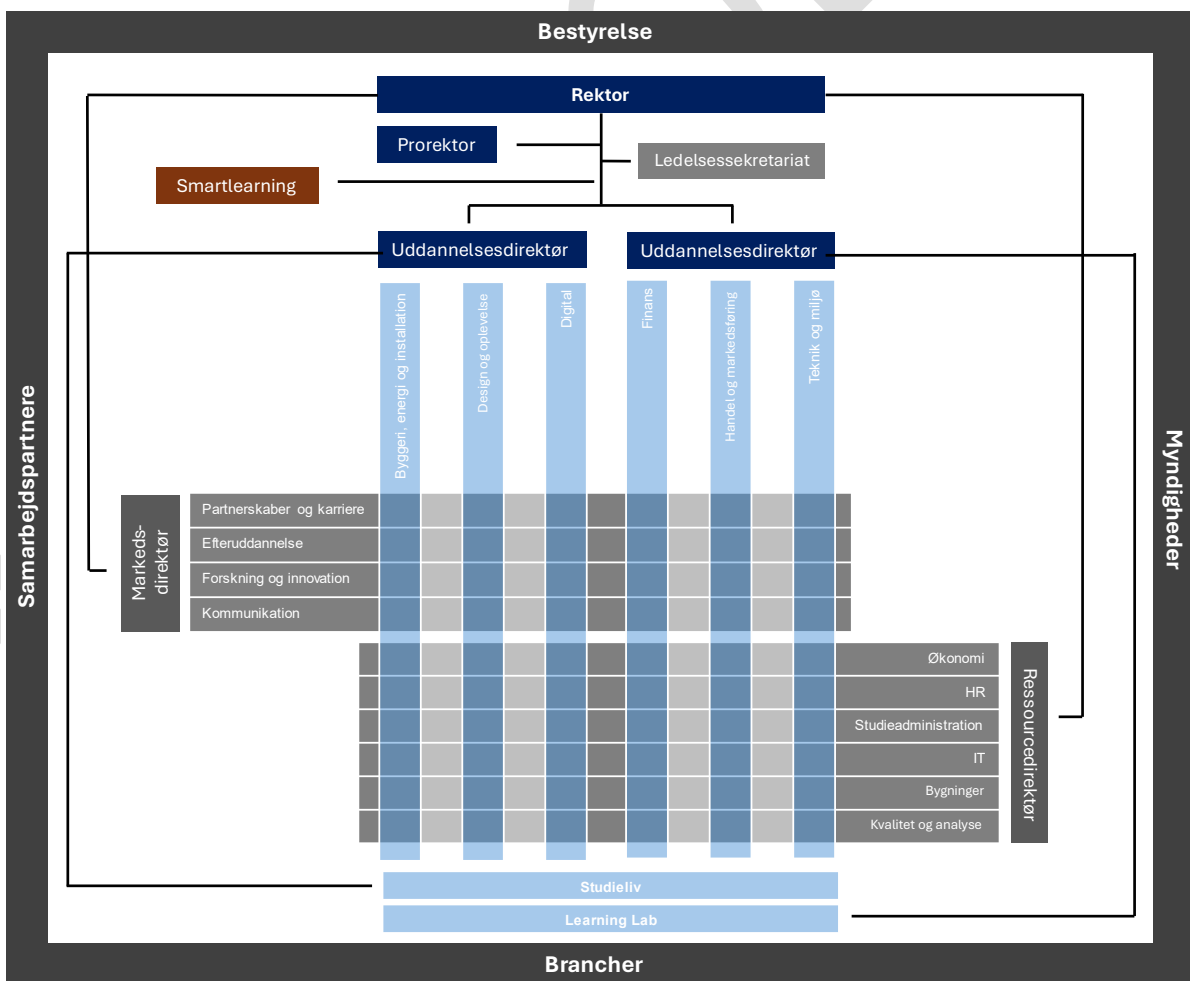 Bestyrelse
Rektor
Prorektor
Ledelsessekretariat
Smartlearning
Uddannelsesdirektør
Uddannelsesdirektør
Byggeri, energi og installation
Design og oplevelse
Digital
Finans
Handel og markedsføring
Teknik og miljø
Samarbejdspartnere
Myndigheder
Markeds-
direktør
Partnerskaber og karriere
Efteruddannelse
Forskning og innovation
Kommunikation
Økonomi
HR
Studieadministration
IT
Bygninger
Kvalitet og analyse
Ressourcedirektør
Studieliv
Learning Lab
Brancher